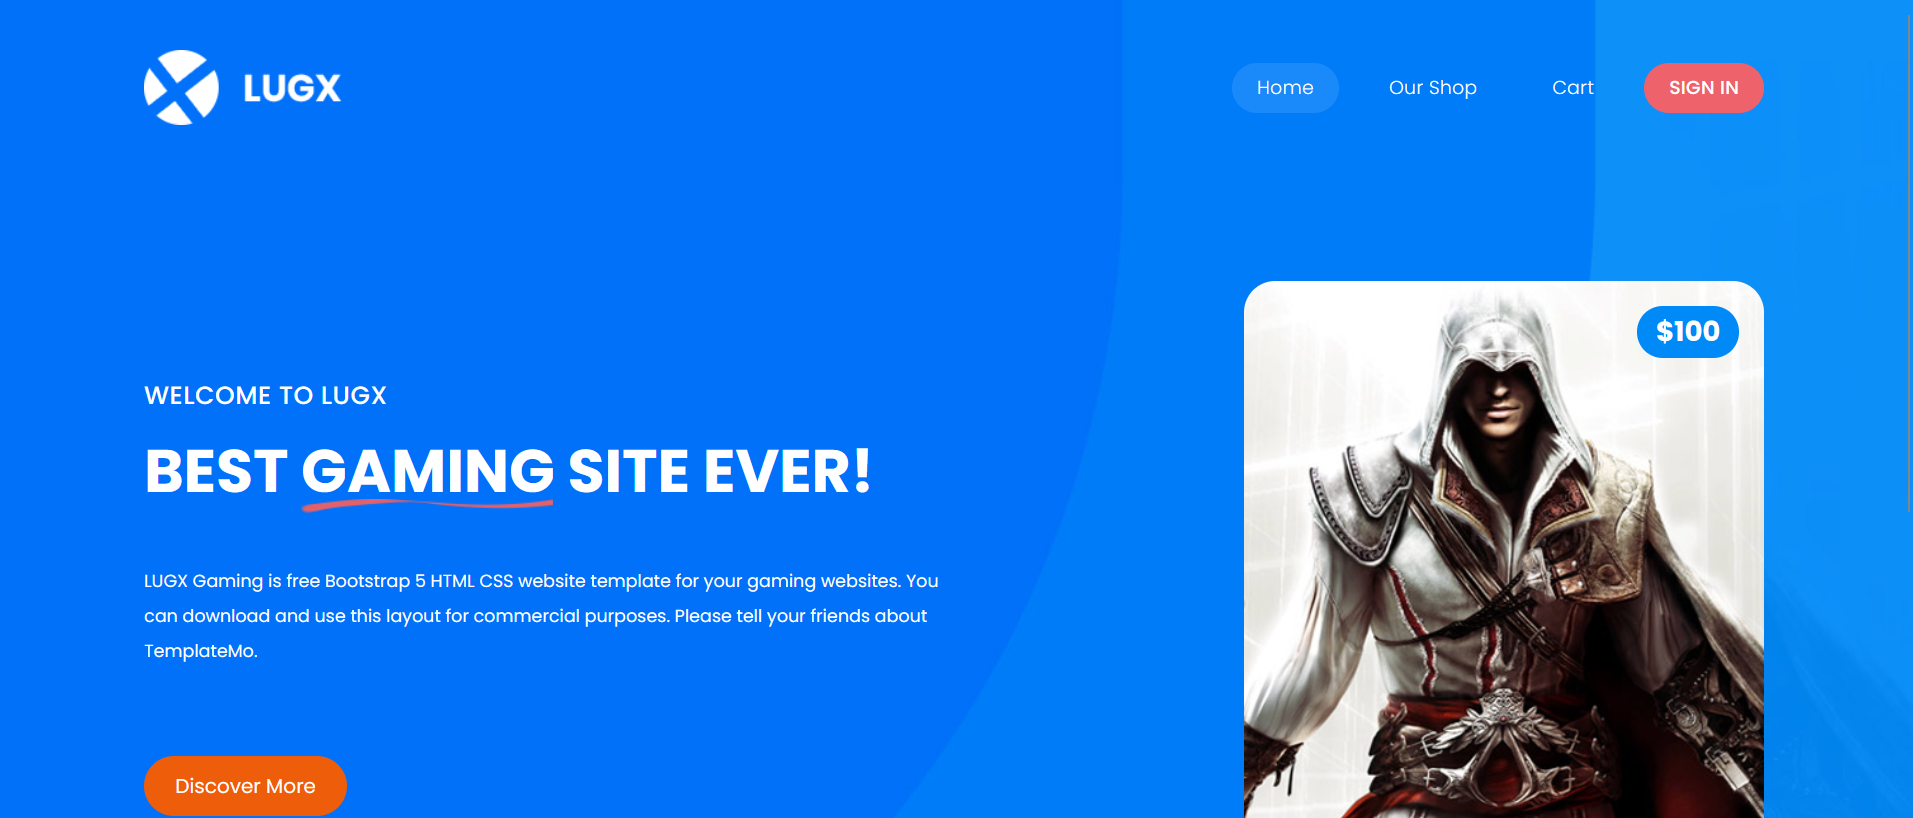 LUGX
Home
Our Shop
Cart
SIGN IN
$100
WELCOME TO LUGX
BEST GAMING SITE EVER!
LUGX Gaming is free Bootstrap 5 HTML CSS website template for your gaming websites. You
can download and use this layout for commercial purposes. Please tell your friends about
TemplateMo.
Discover More